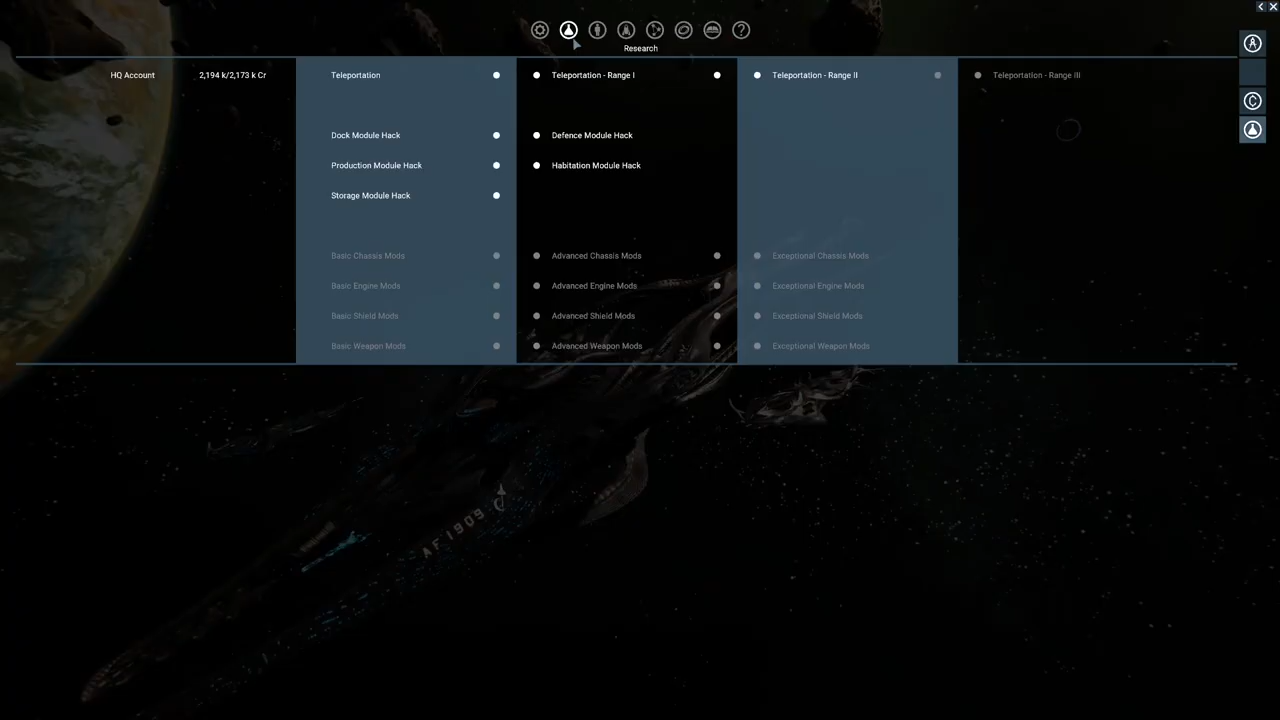 Research
HQ Account 2,194 k/2,173 k Cr
Teleportation Teleportation - Range I Teleportation - Range II Teleportation - Range III
Dock Module Hack Defence Module Hack
Production Module Hack Habitation Module Hack
Storage Module Hack
Basic Chassis Mods Advanced Chassis Mods Exceptional Chassis Mods
Basic Engine Mods Advanced Engine Mods Exceptional Engine Mods
Basic Shield Mods Advanced Shield Mods Exceptional Shield Mods
Basic Weapon Mods Advanced Weapon Mods Exceptional Weapon Mods
AF 1909 C